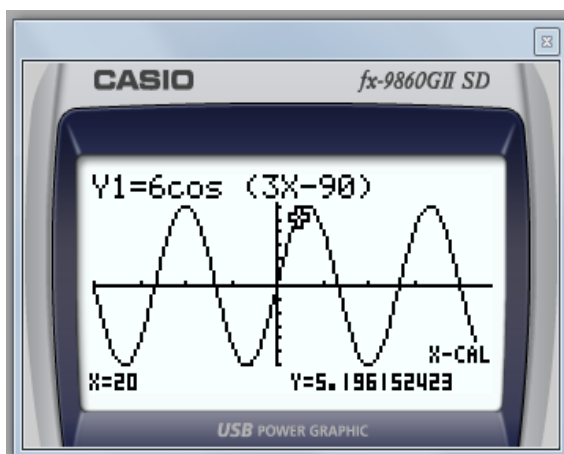 CASIO fx-9860GII SD
Y1=6cos (3X-90)
X-CAL
X=20 Y=5.196152423
USB POWER GRAPHIC